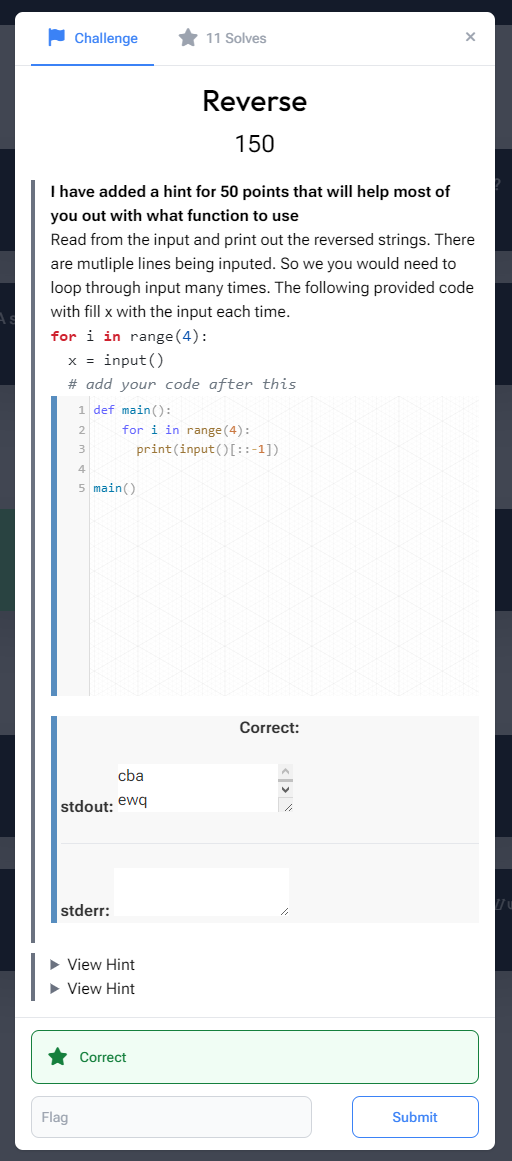 Challenge
11 Solves
×
Reverse
150
I have added a hint for 50 points that will help most of
you out with what function to use
Read from the input and print out the reversed strings. There
are mutliple lines being inputed. So we you would need to
loop through input many times. The following provided code
with fill x with the input each time.
for i in range(4):
x = input()
# add your code after this
1 def main():
2 for i in range(4):
3 print(input()[::-1])
4
5 main()
Correct:
stdout: cba
ewq
stderr:
View Hint
View Hint
Correct
Flag
Submit